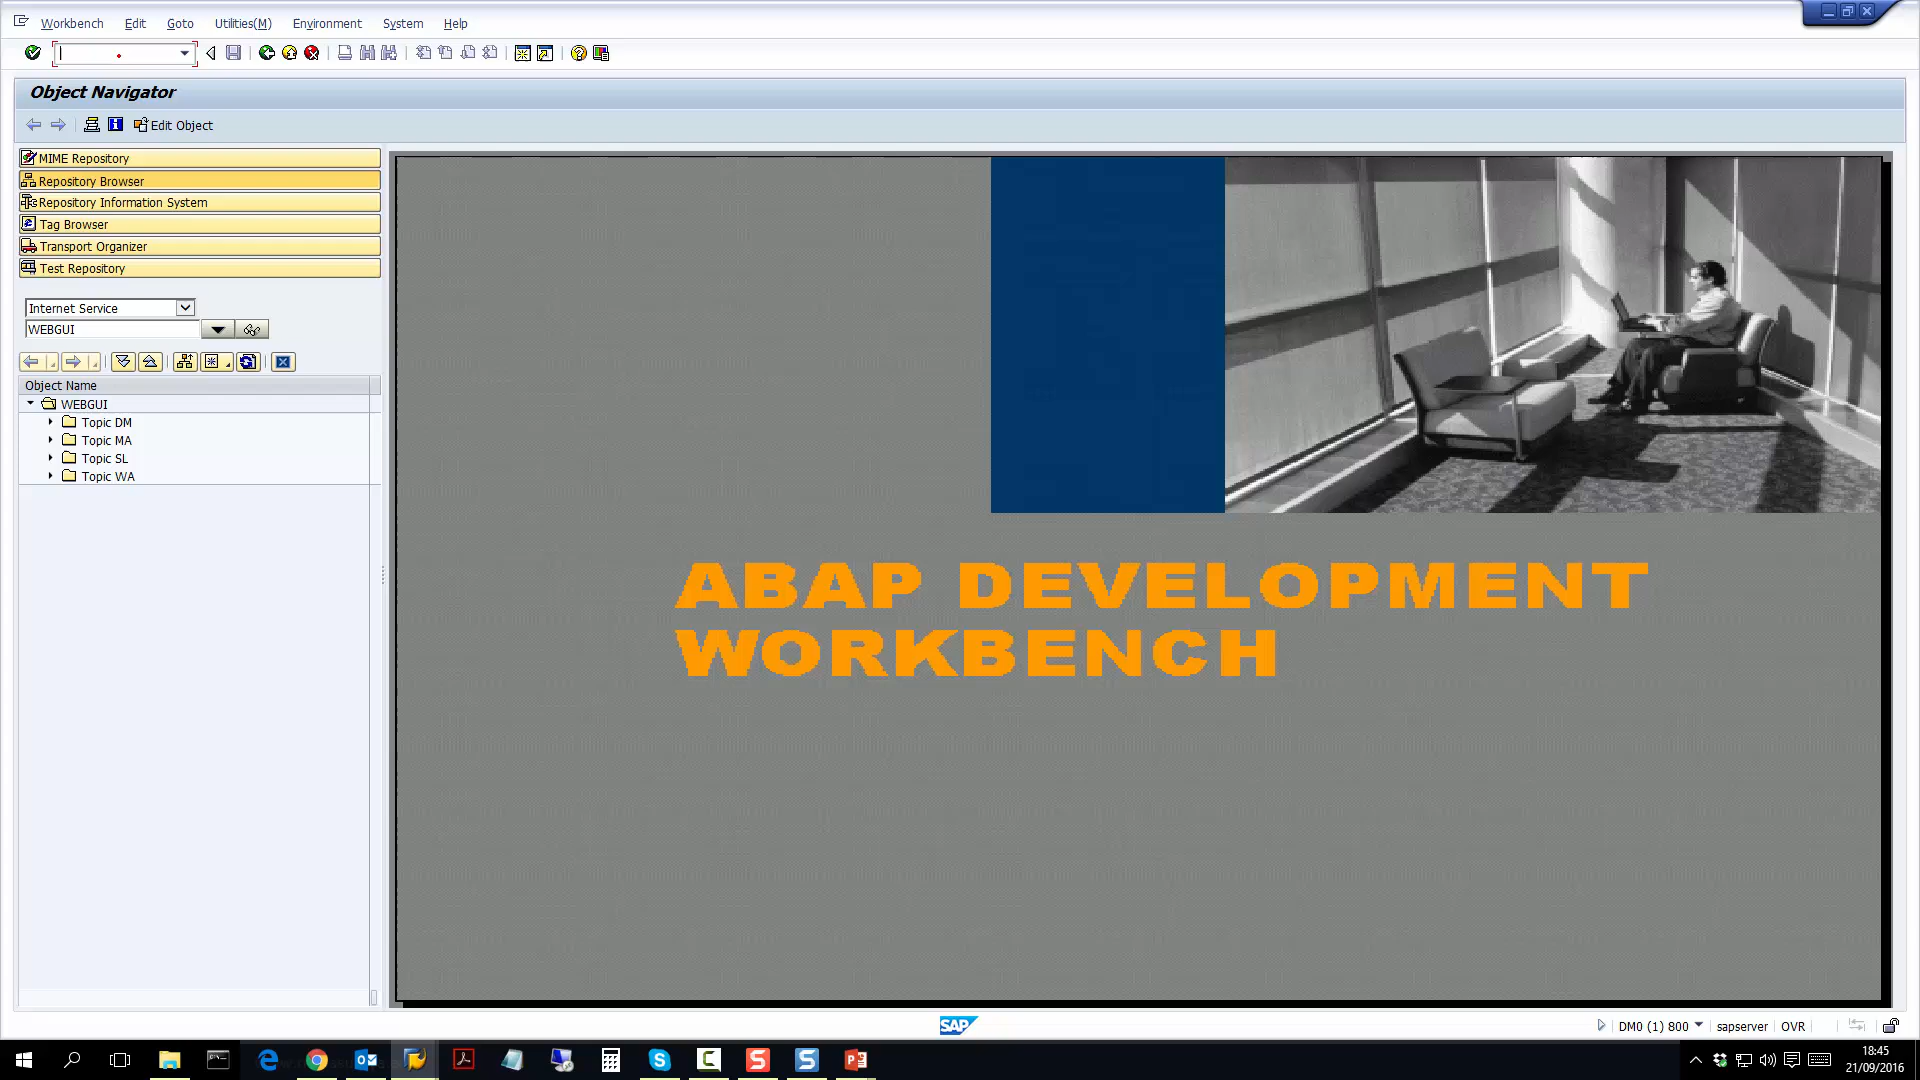 Workbench Edit Goto Utilities(M) Environment System Help
Object Navigator
Edit Object
MIME Repository
Repository Browser
Repository Information System
Tag Browser
Transport Organizer
Test Repository
Internet Service
WEBGUI
Object Name
WEBGUI
Topic DM
Topic MA
Topic SL
Topic WA
ABAP DEVELOPMENT
WORKBENCH
SAP
DM0 (1) 800 sapserver OVR
18:45
21/09/2016